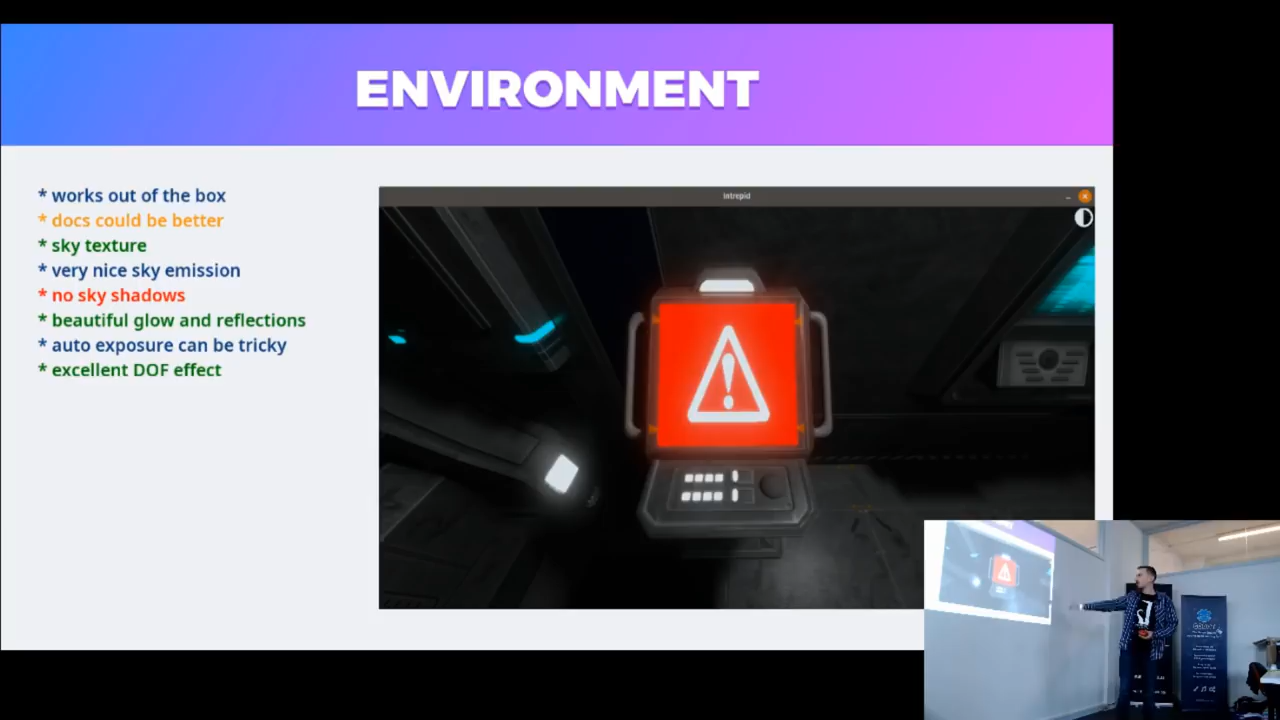 ENVIRONMENT
* works out of the box
* docs could be better
* sky texture
* very nice sky emission
* no sky shadows
* beautiful glow and reflections
* auto exposure can be tricky
* excellent DOF effect
intrepid